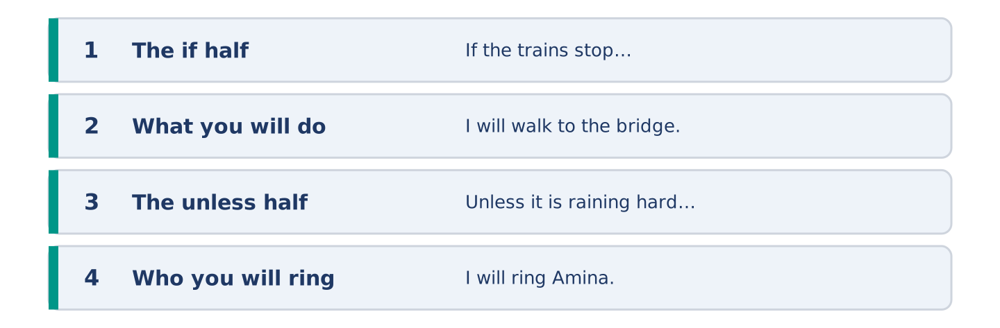 1 The if half If the trains stop…
2 What you will do I will walk to the bridge.
3 The unless half Unless it is raining hard…
4 Who you will ring I will ring Amina.